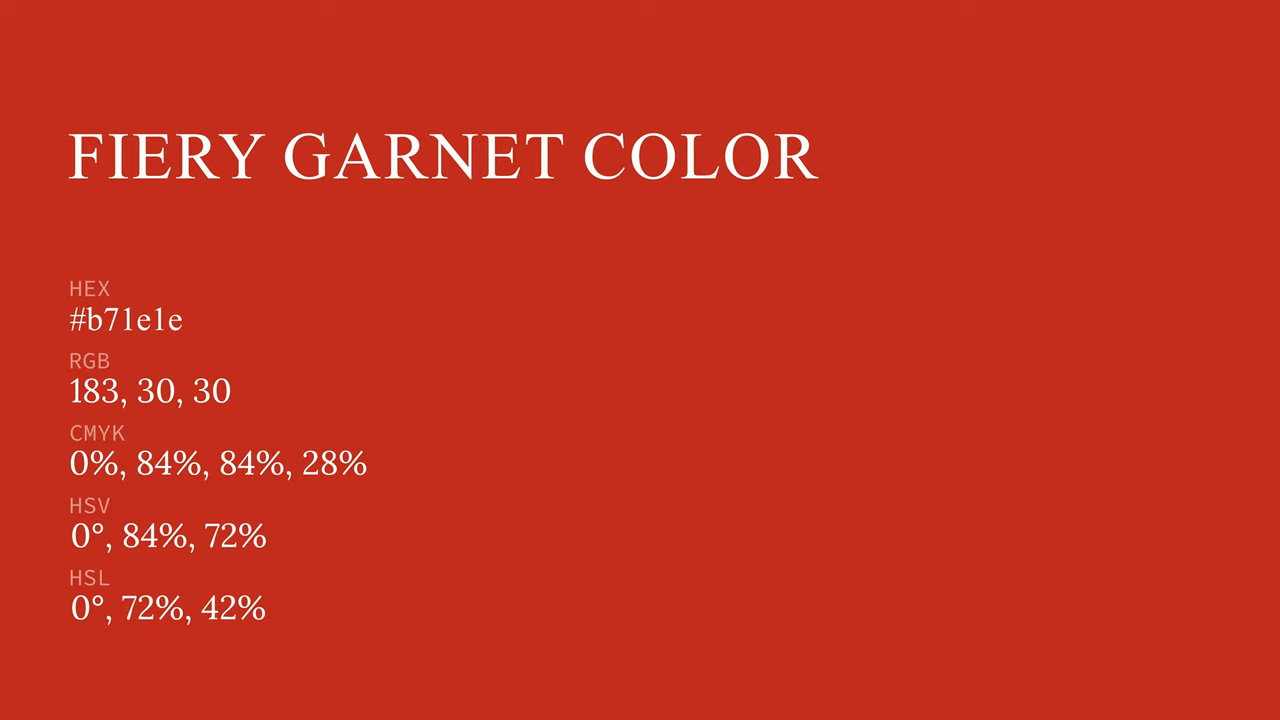 FIERY GARNET COLOR
HEX
#b71e1e
RGB
183, 30, 30
CMYK
0%, 84%, 84%, 28%
HSV
0°, 84%, 72%
HSL
0°, 72%, 42%